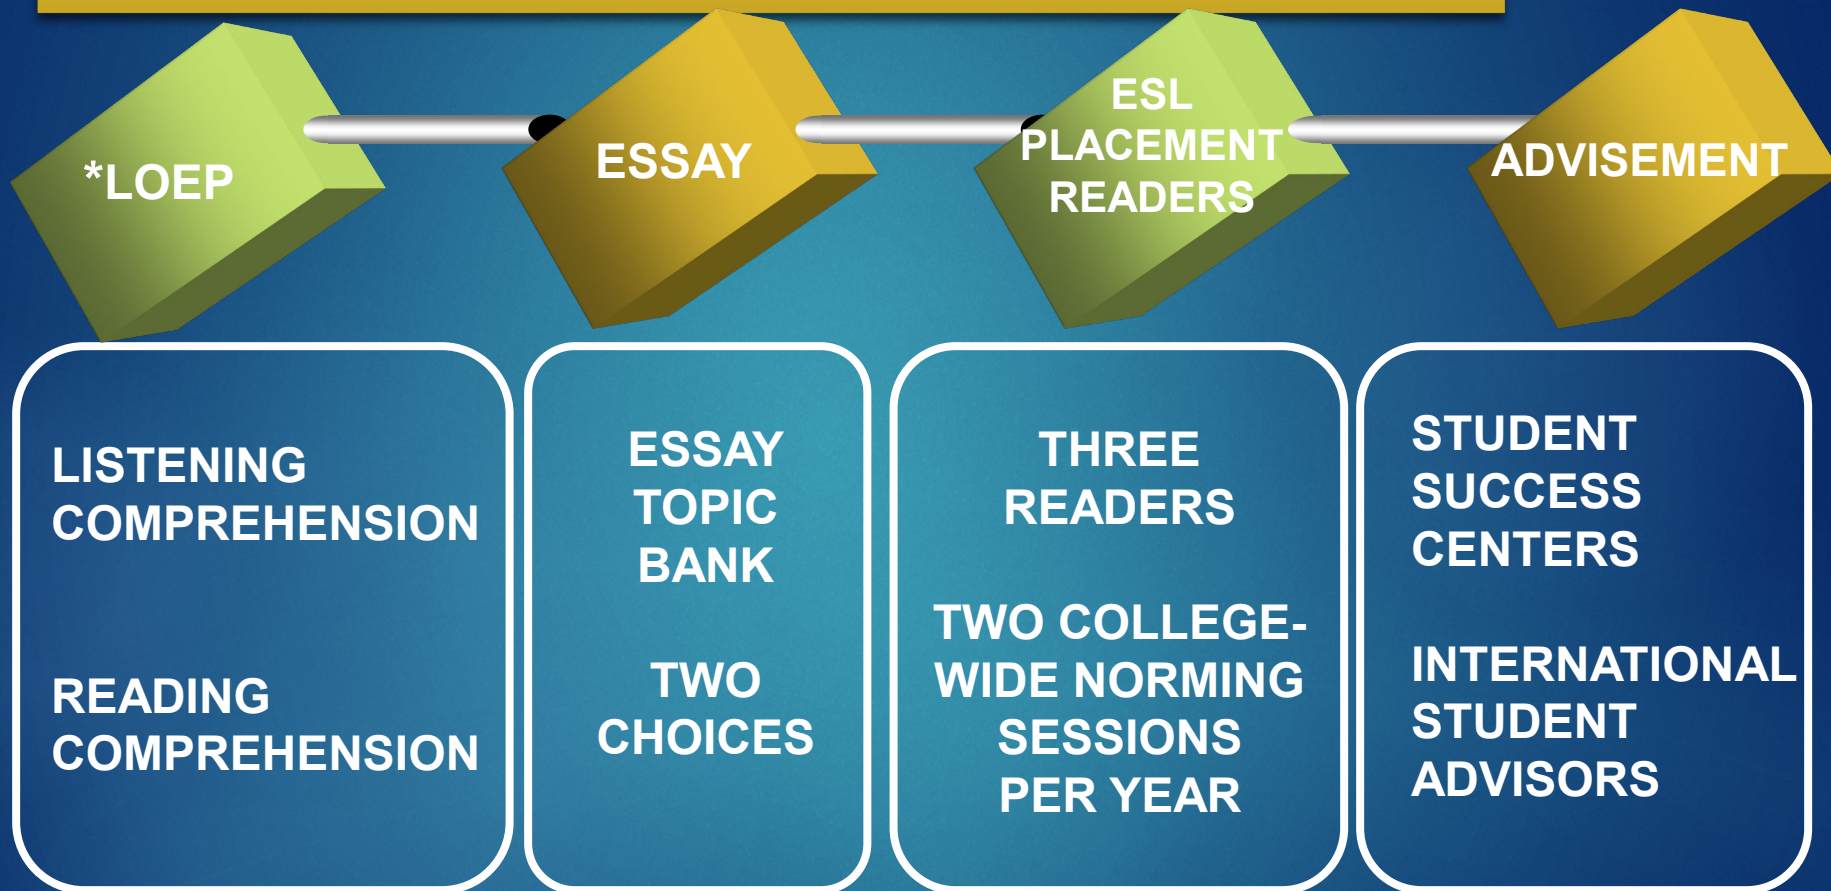 *LOEP
ESSAY
ESL
PLACEMENT
READERS
ADVISEMENT
LISTENING
COMPREHENSION
READING
COMPREHENSION
ESSAY
TOPIC
BANK
TWO
CHOICES
THREE
READERS
TWO COLLEGE-
WIDE NORMING
SESSIONS
PER YEAR
STUDENT
SUCCESS
CENTERS
INTERNATIONAL
STUDENT
ADVISORS